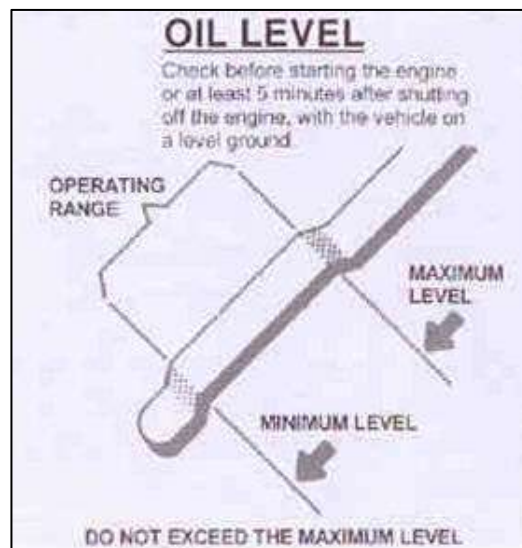 OIL LEVEL
Check before starting the engine
or at least 5 minutes after shutting
off the engine, with the vehicle on
a level ground.
OPERATING
RANGE
MAXIMUM
LEVEL
MINIMUM LEVEL
DO NOT EXCEED THE MAXIMUM LEVEL